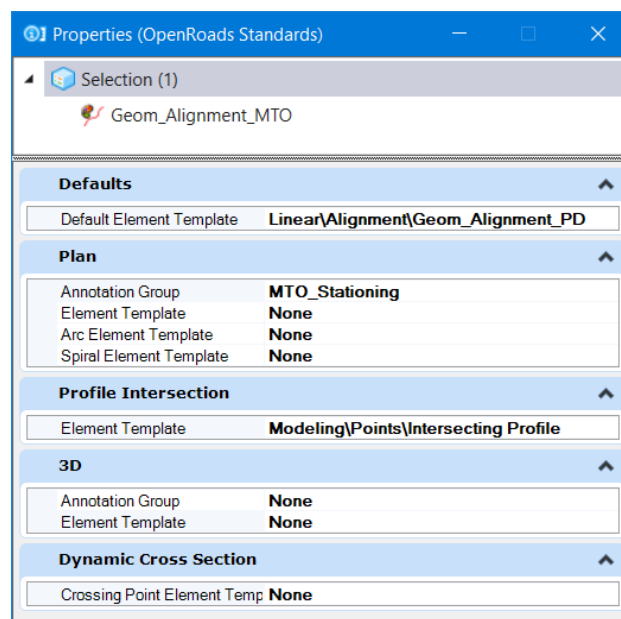 Properties (OpenRoads Standards)
Selection (1)
Geom_Alignment_MTO
Defaults
Default Element Template Linear\Alignment\Geom_Alignment_PD
Plan
Annotation Group MTO_Stationing
Element Template None
Arc Element Template None
Spiral Element Template None
Profile Intersection
Element Template Modeling\Points\Intersecting Profile
3D
Annotation Group None
Element Template None
Dynamic Cross Section
Crossing Point Element Temp None